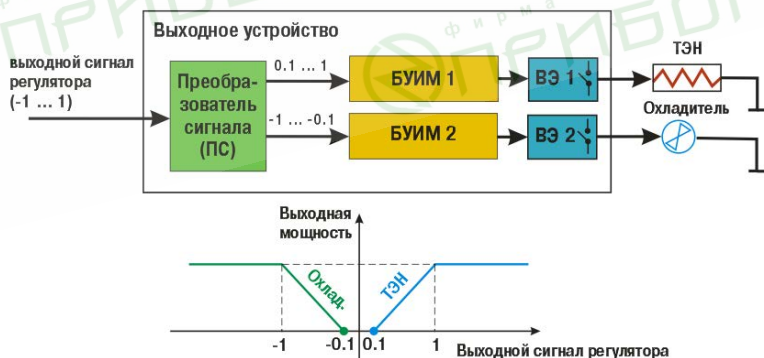 фирма
ПРИБОР
Выходное устройство
выходной сигнал
регулятора
(-1 ... 1)
Преобра-
зователь
сигнала
(ПС)
0.1 ... 1
-1 ... -0.1
БУИМ 1
БУИМ 2
ВЭ 1
ВЭ 2
ТЭН
Охладитель
Выходная
мощность
Охлад.
ТЭН
-1
-0.1
0.1
1
Выходной сигнал регулятора